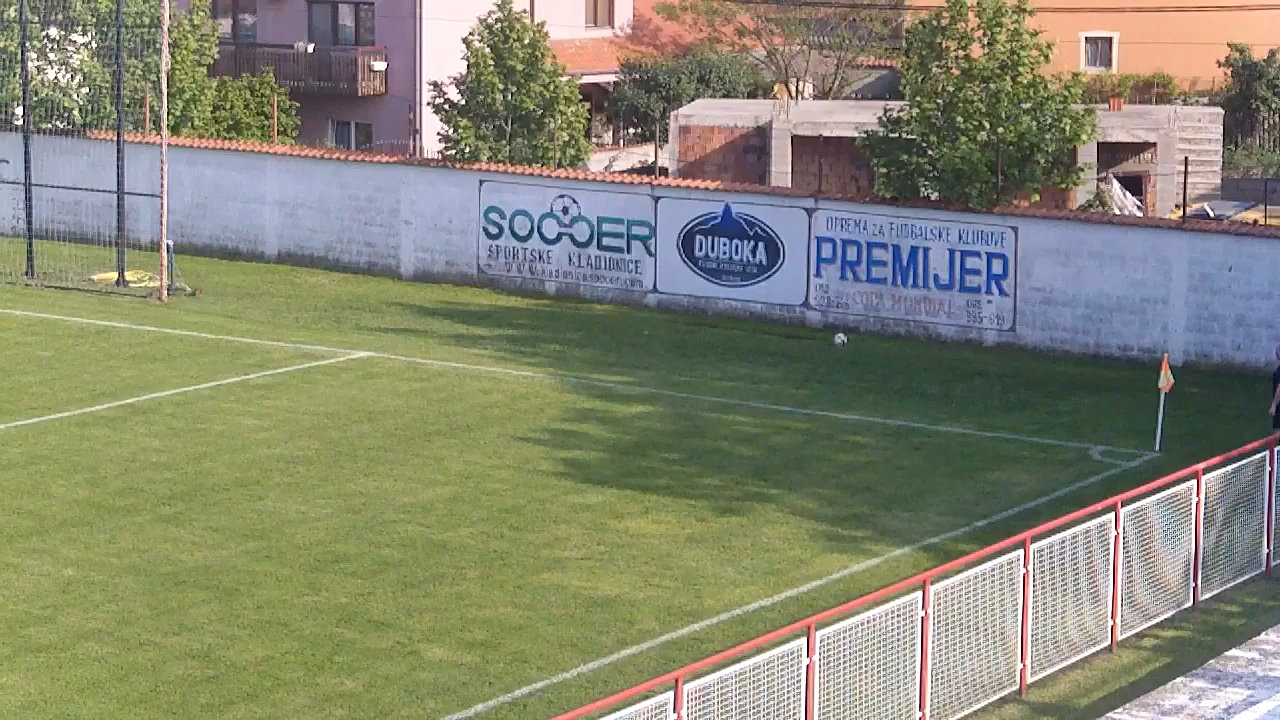 SOCCER
SPORTSKE KLADIONICE
DUBOKA
OPREMA ZA FUDBALSKE KLUBOVE
PREMIJER
COPA MUNDIAL